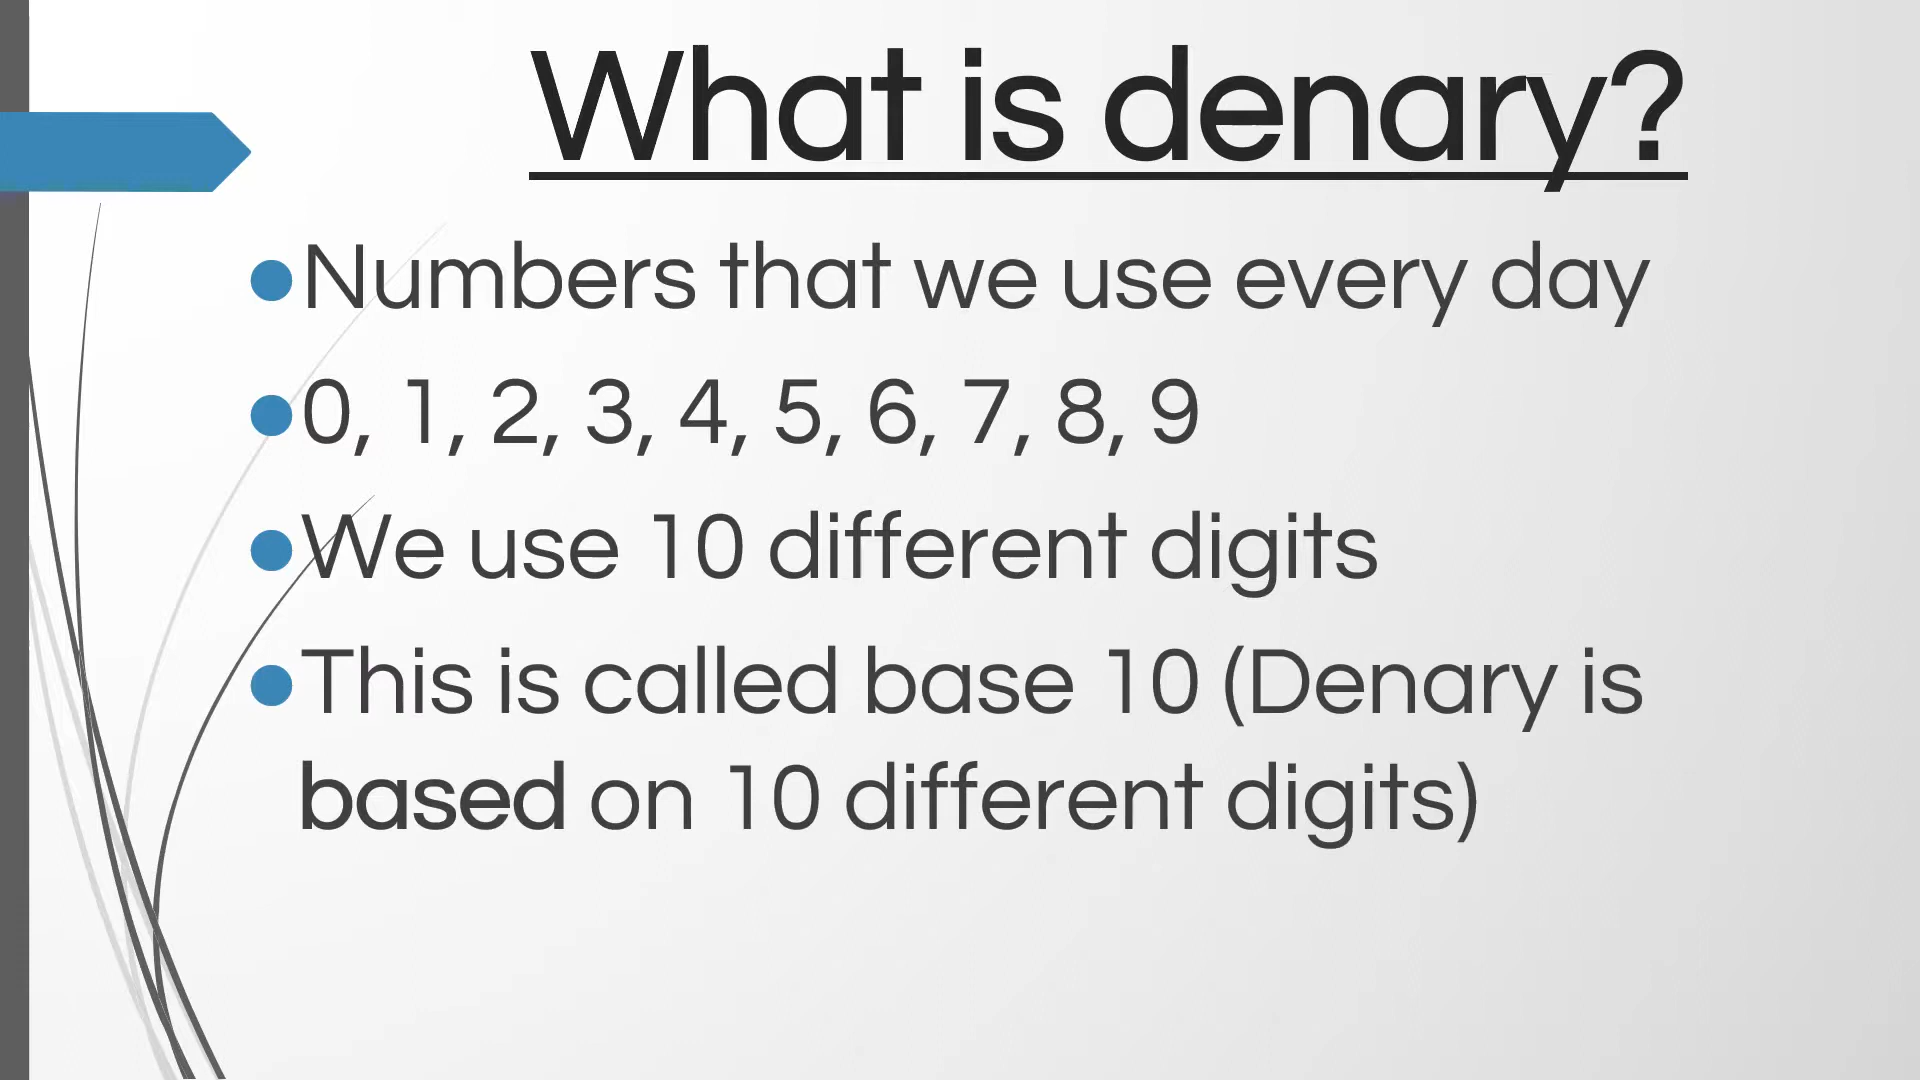 What is denary?
Numbers that we use every day
0, 1, 2, 3, 4, 5, 6, 7, 8, 9
We use 10 different digits
This is called base 10 (Denary is
based on 10 different digits)